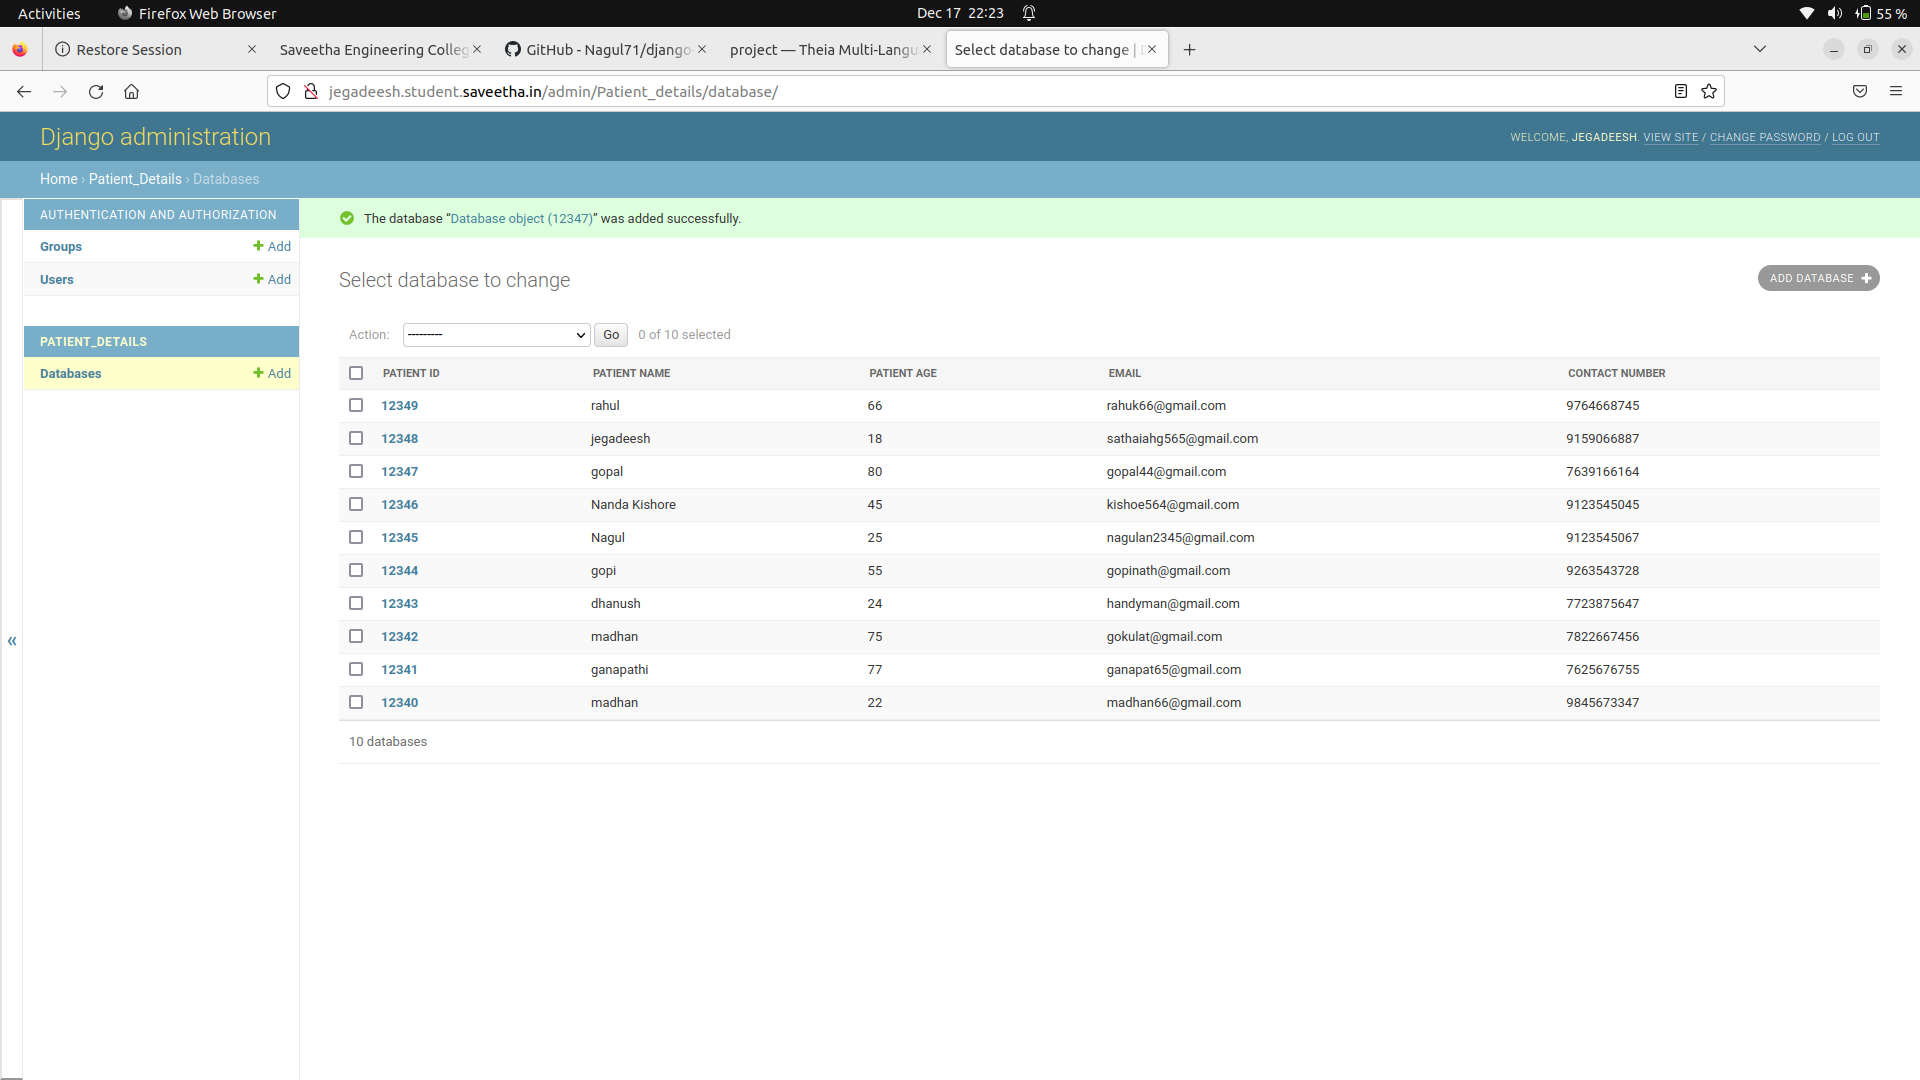 Activities Firefox Web Browser Dec 17 22:23 55 %
Restore Session Saveetha Engineering Colleg GitHub - Nagul71/django- project — Theia Multi-Langu Select database to change |
jegadeesh.student.saveetha.in/admin/Patient_details/database/
Django administration WELCOME, JEGADEESH. VIEW SITE / CHANGE PASSWORD / LOG OUT
Home › Patient_Details › Databases
AUTHENTICATION AND AUTHORIZATION
Groups + Add
Users + Add
PATIENT_DETAILS
Databases + Add
«
The database “Database object (12347)” was added successfully.
Select database to change ADD DATABASE +
Action: --------- Go 0 of 10 selected
PATIENT ID PATIENT NAME PATIENT AGE EMAIL CONTACT NUMBER
12349 rahul 66 rahuk66@gmail.com 9764668745
12348 jegadeesh 18 sathaiahg565@gmail.com 9159066887
12347 gopal 80 gopal44@gmail.com 7639166164
12346 Nanda Kishore 45 kishoe564@gmail.com 9123545045
12345 Nagul 25 nagulan2345@gmail.com 9123545067
12344 gopi 55 gopinath@gmail.com 9263543728
12343 dhanush 24 handyman@gmail.com 7723875647
12342 madhan 75 gokulat@gmail.com 7822667456
12341 ganapathi 77 ganapat65@gmail.com 7625676755
12340 madhan 22 madhan66@gmail.com 9845673347
10 databases